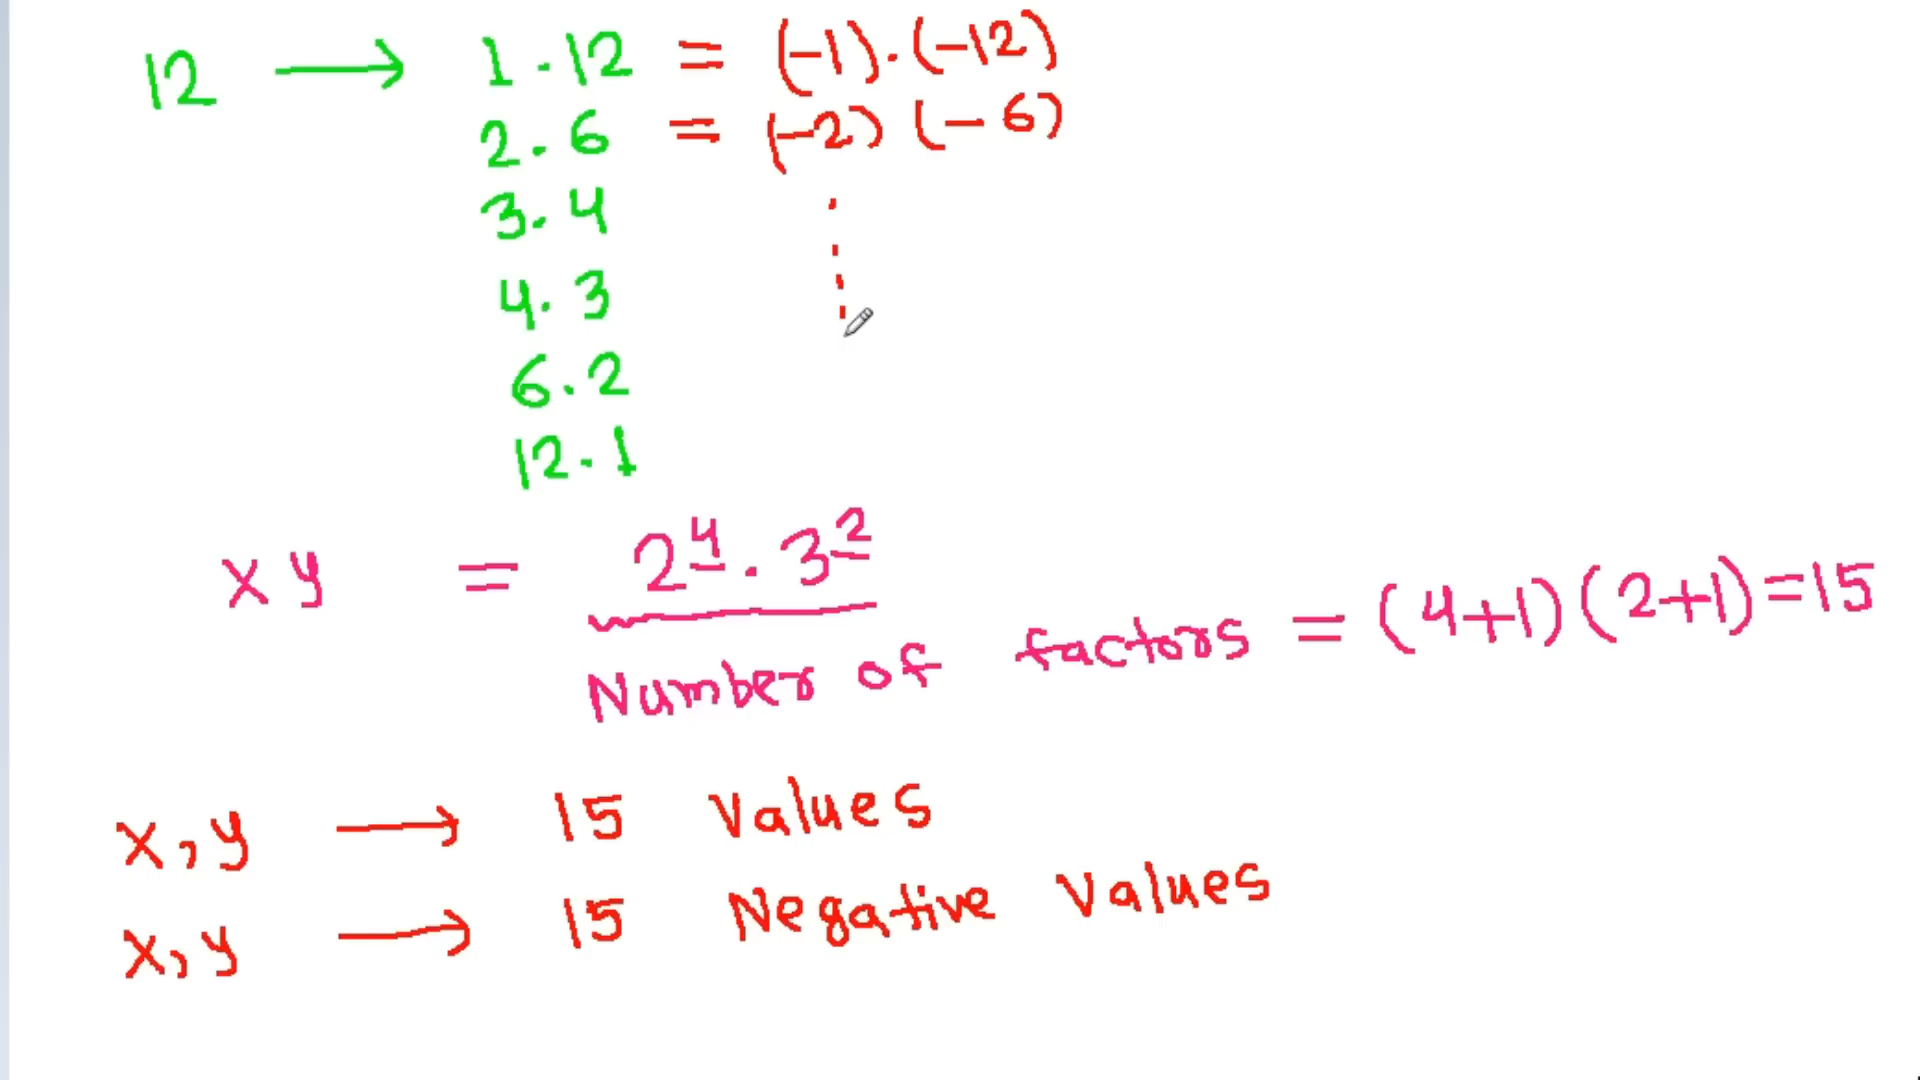 12 → 1 · 12 = (-1) · (-12)
2 · 6 = (-2) (-6)
3 · 4
4 · 3
6 · 2
12 · 1
xy = 2⁴ · 3²
Number of factors = (4+1)(2+1)=15
x, y → 15 Values
x, y → 15 Negative Values